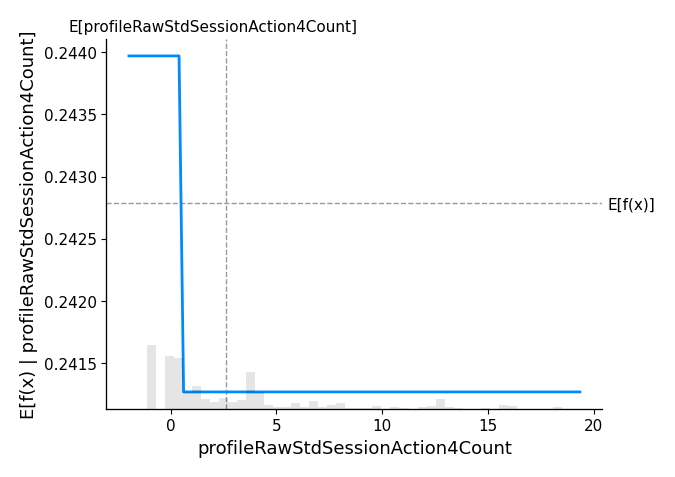 E[profileRawStdSessionAction4Count]
E[f(x) | profileRawStdSessionAction4Count]
0.2440
0.2435
0.2430
0.2425
0.2420
0.2415
E[f(x)]
0 5 10 15 20
profileRawStdSessionAction4Count